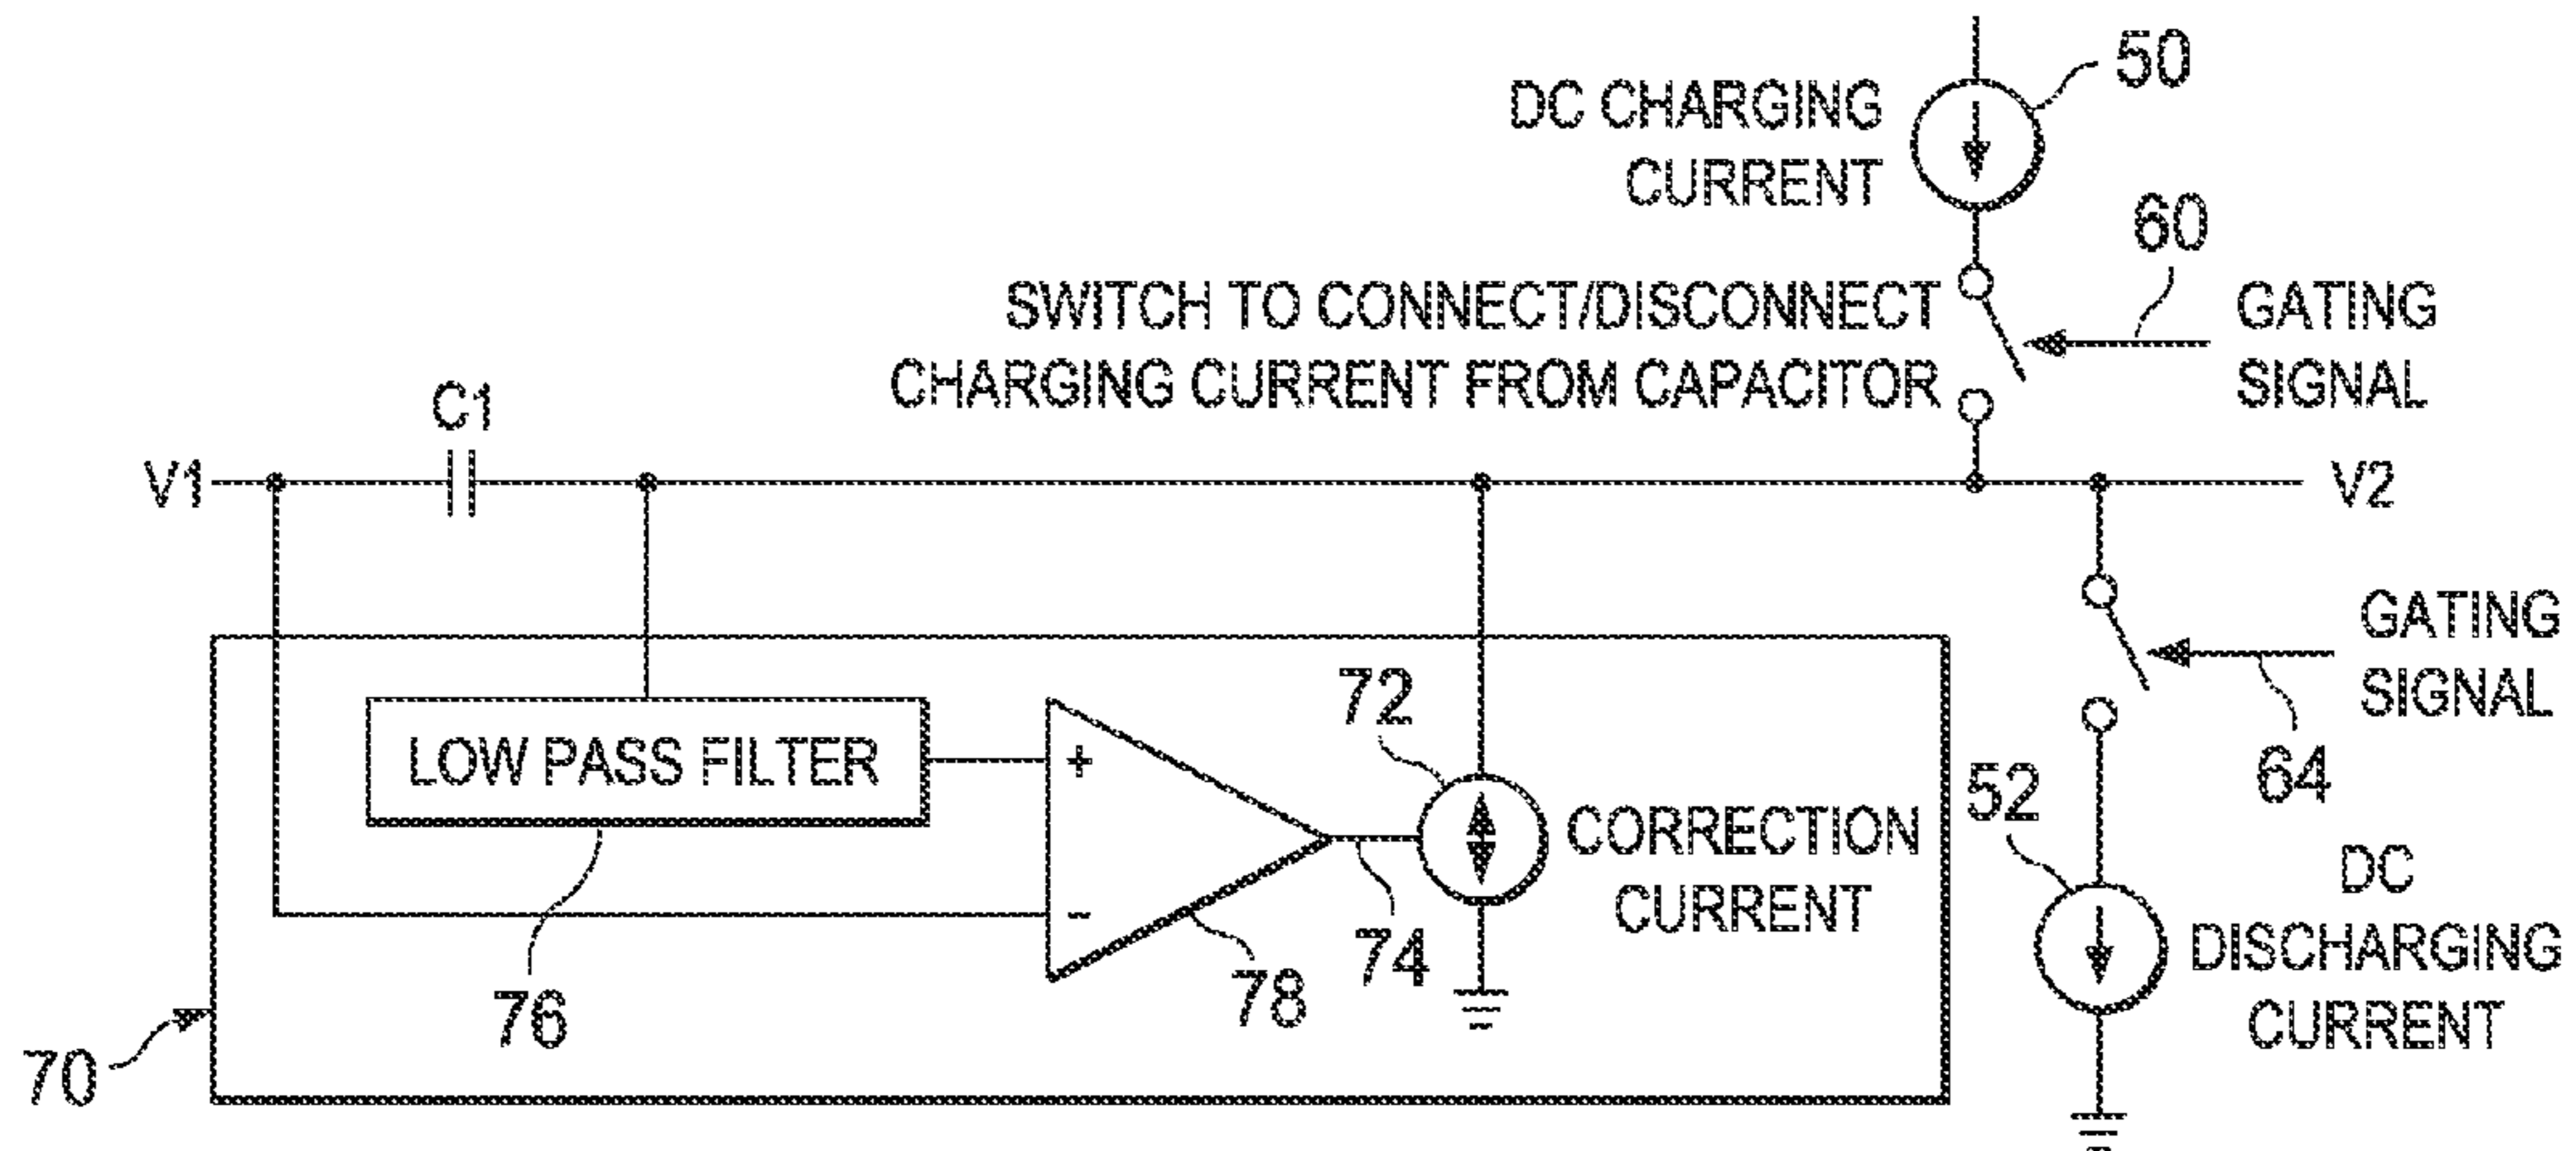 50
DC CHARGING
CURRENT
60
SWITCH TO CONNECT/DISCONNECT
CHARGING CURRENT FROM CAPACITOR
GATING
SIGNAL
C1
V1
V2
GATING
SIGNAL
64
72
LOW PASS FILTER
+
-
CORRECTION
CURRENT
52
DC
DISCHARGING
CURRENT
74
78
76
70